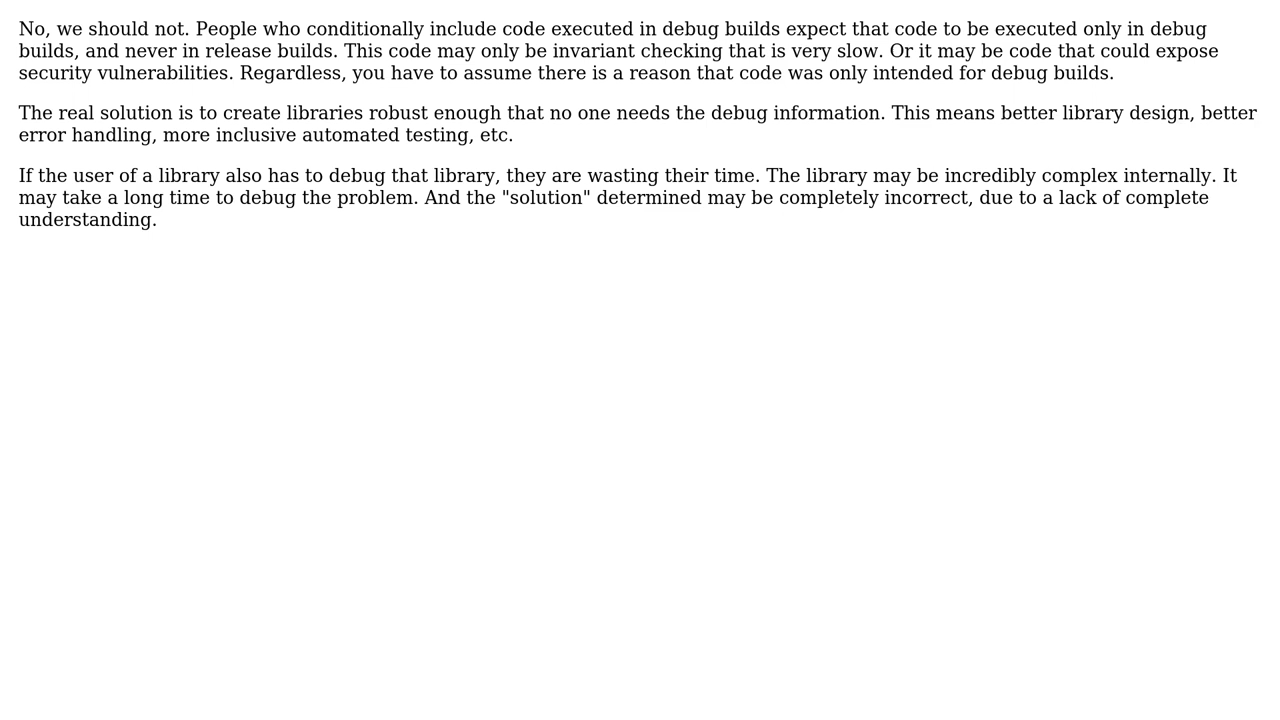 No, we should not. People who conditionally include code executed in debug builds expect that code to be executed only in debug
builds, and never in release builds. This code may only be invariant checking that is very slow. Or it may be code that could expose
security vulnerabilities. Regardless, you have to assume there is a reason that code was only intended for debug builds.
The real solution is to create libraries robust enough that no one needs the debug information. This means better library design, better
error handling, more inclusive automated testing, etc.
If the user of a library also has to debug that library, they are wasting their time. The library may be incredibly complex internally. It
may take a long time to debug the problem. And the "solution" determined may be completely incorrect, due to a lack of complete
understanding.